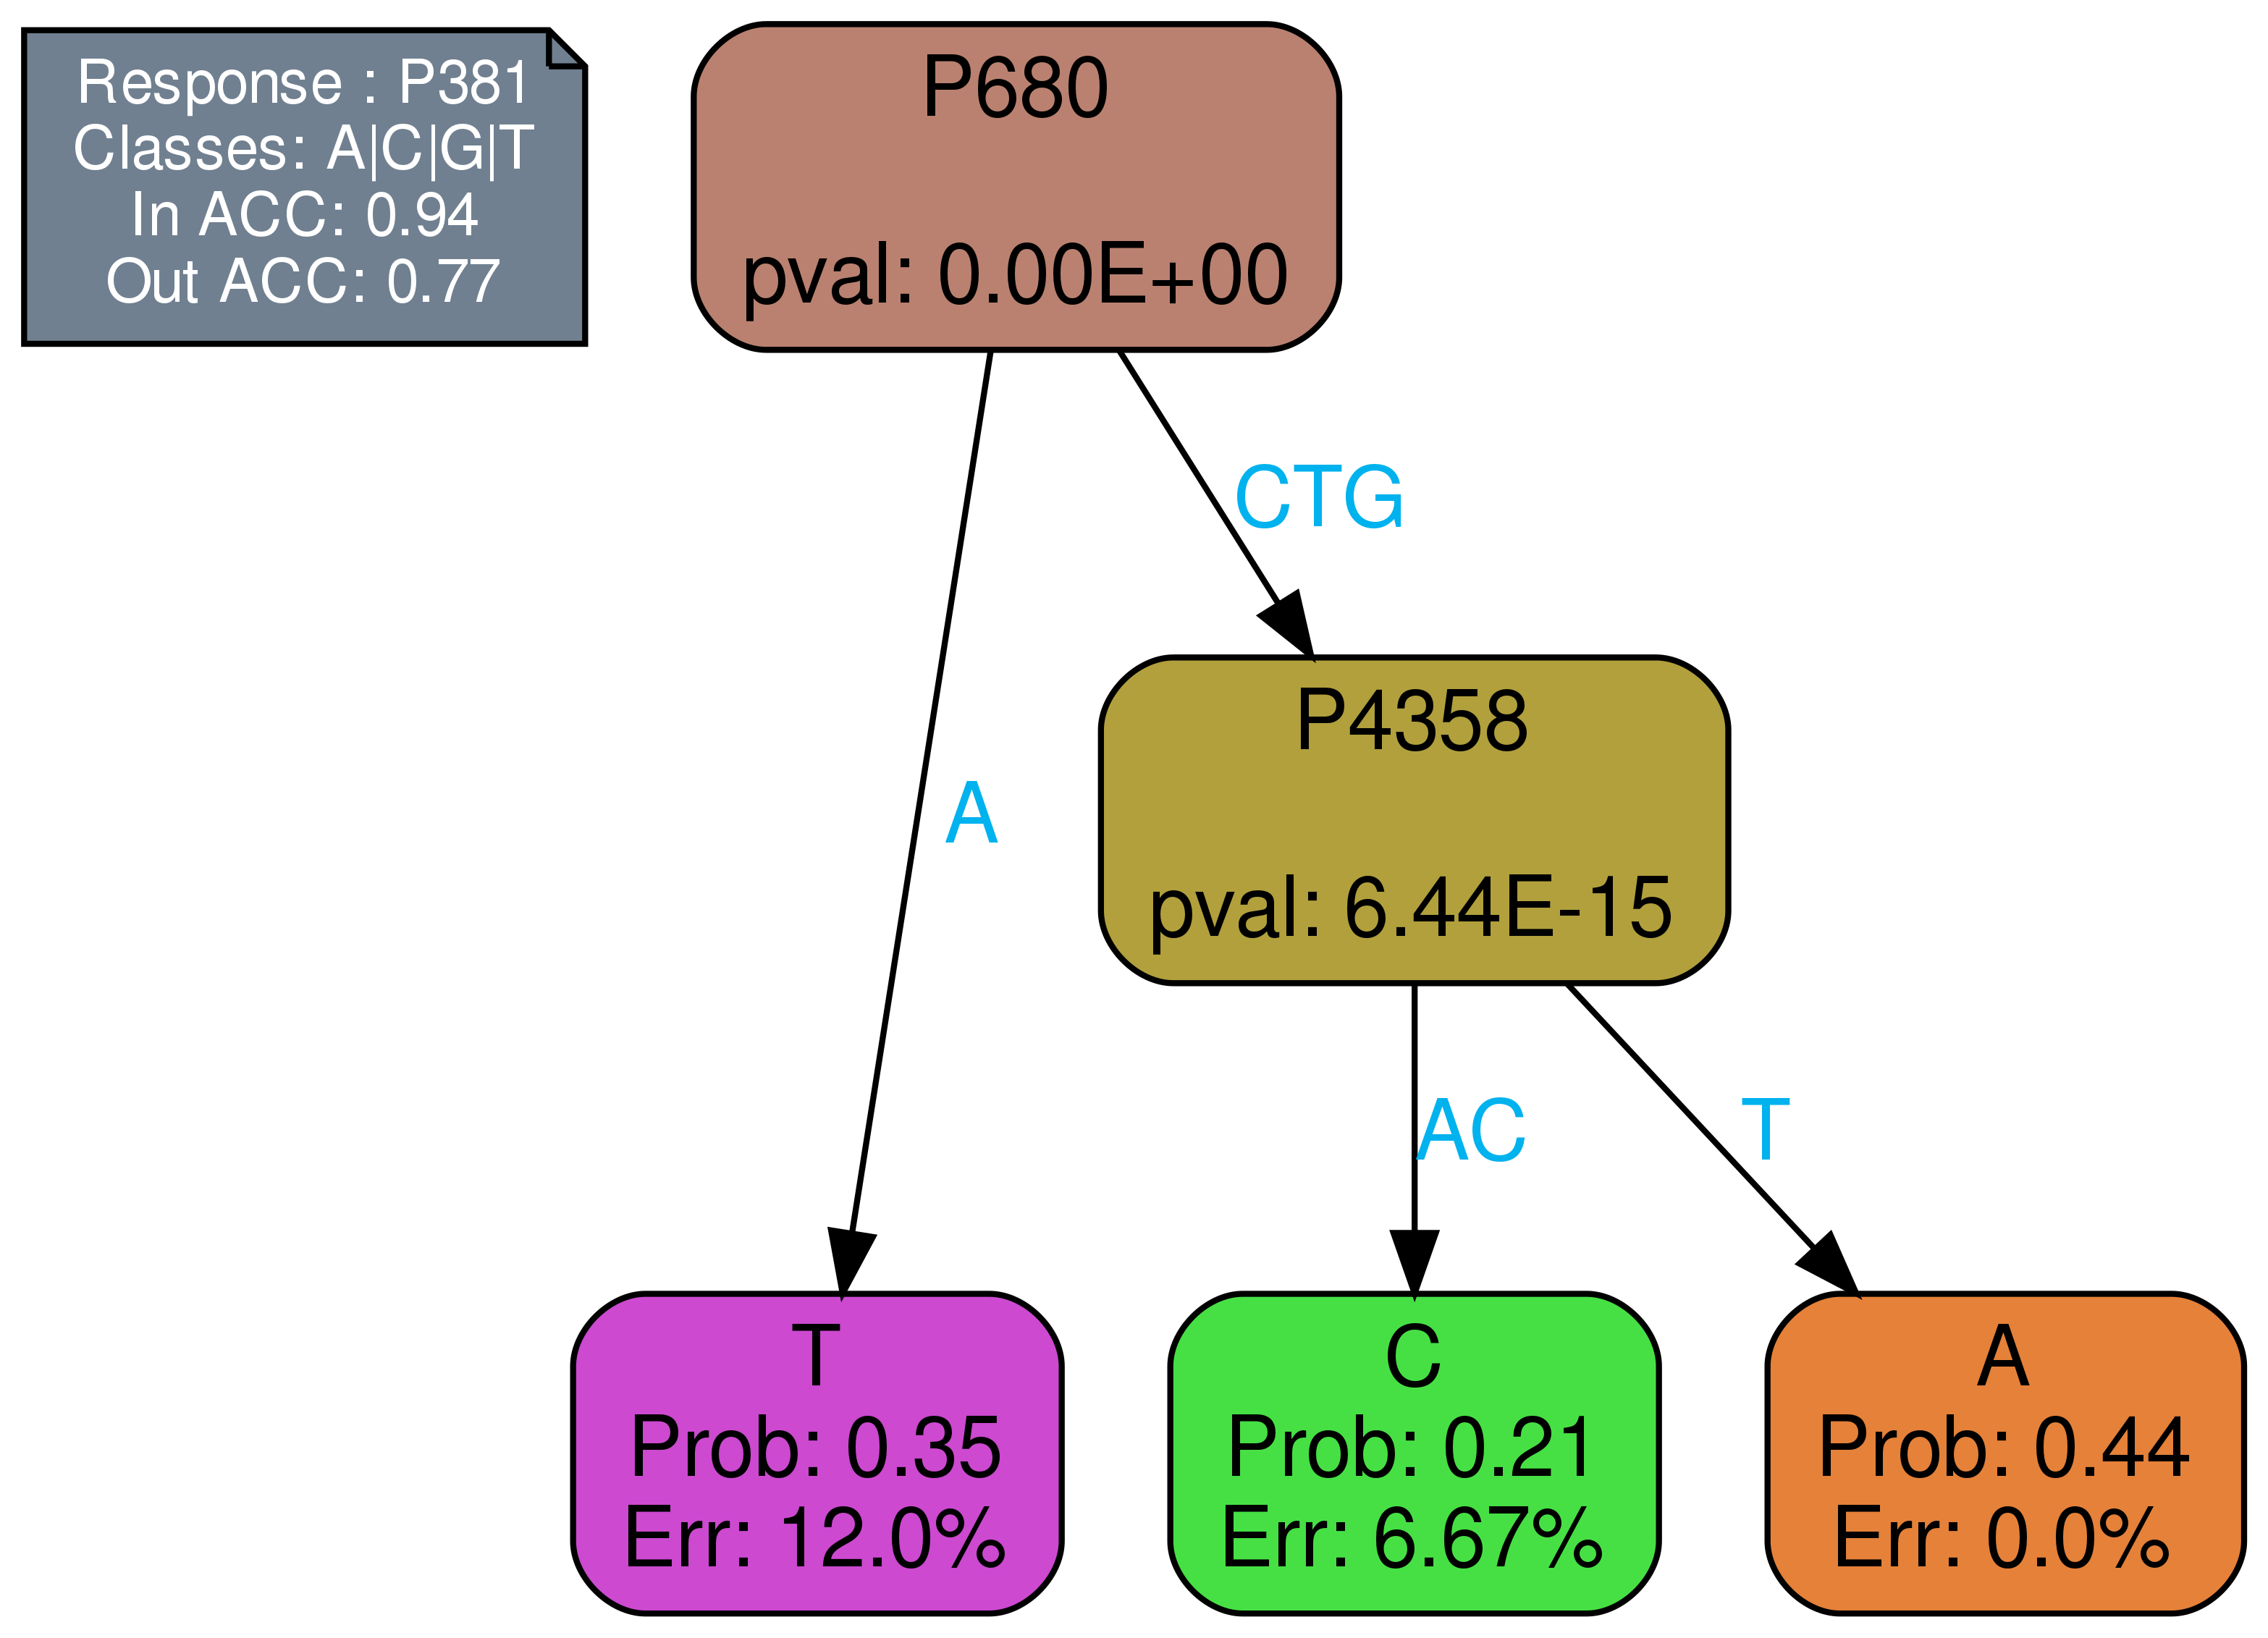 Response : P381
Classes: A|C|G|T
In ACC: 0.94
Out ACC: 0.77
P680
pval: 0.00E+00
CTG
A
P4358
pval: 6.44E-15
AC
T
T
Prob: 0.35
Err: 12.0%
C
Prob: 0.21
Err: 6.67%
A
Prob: 0.44
Err: 0.0%